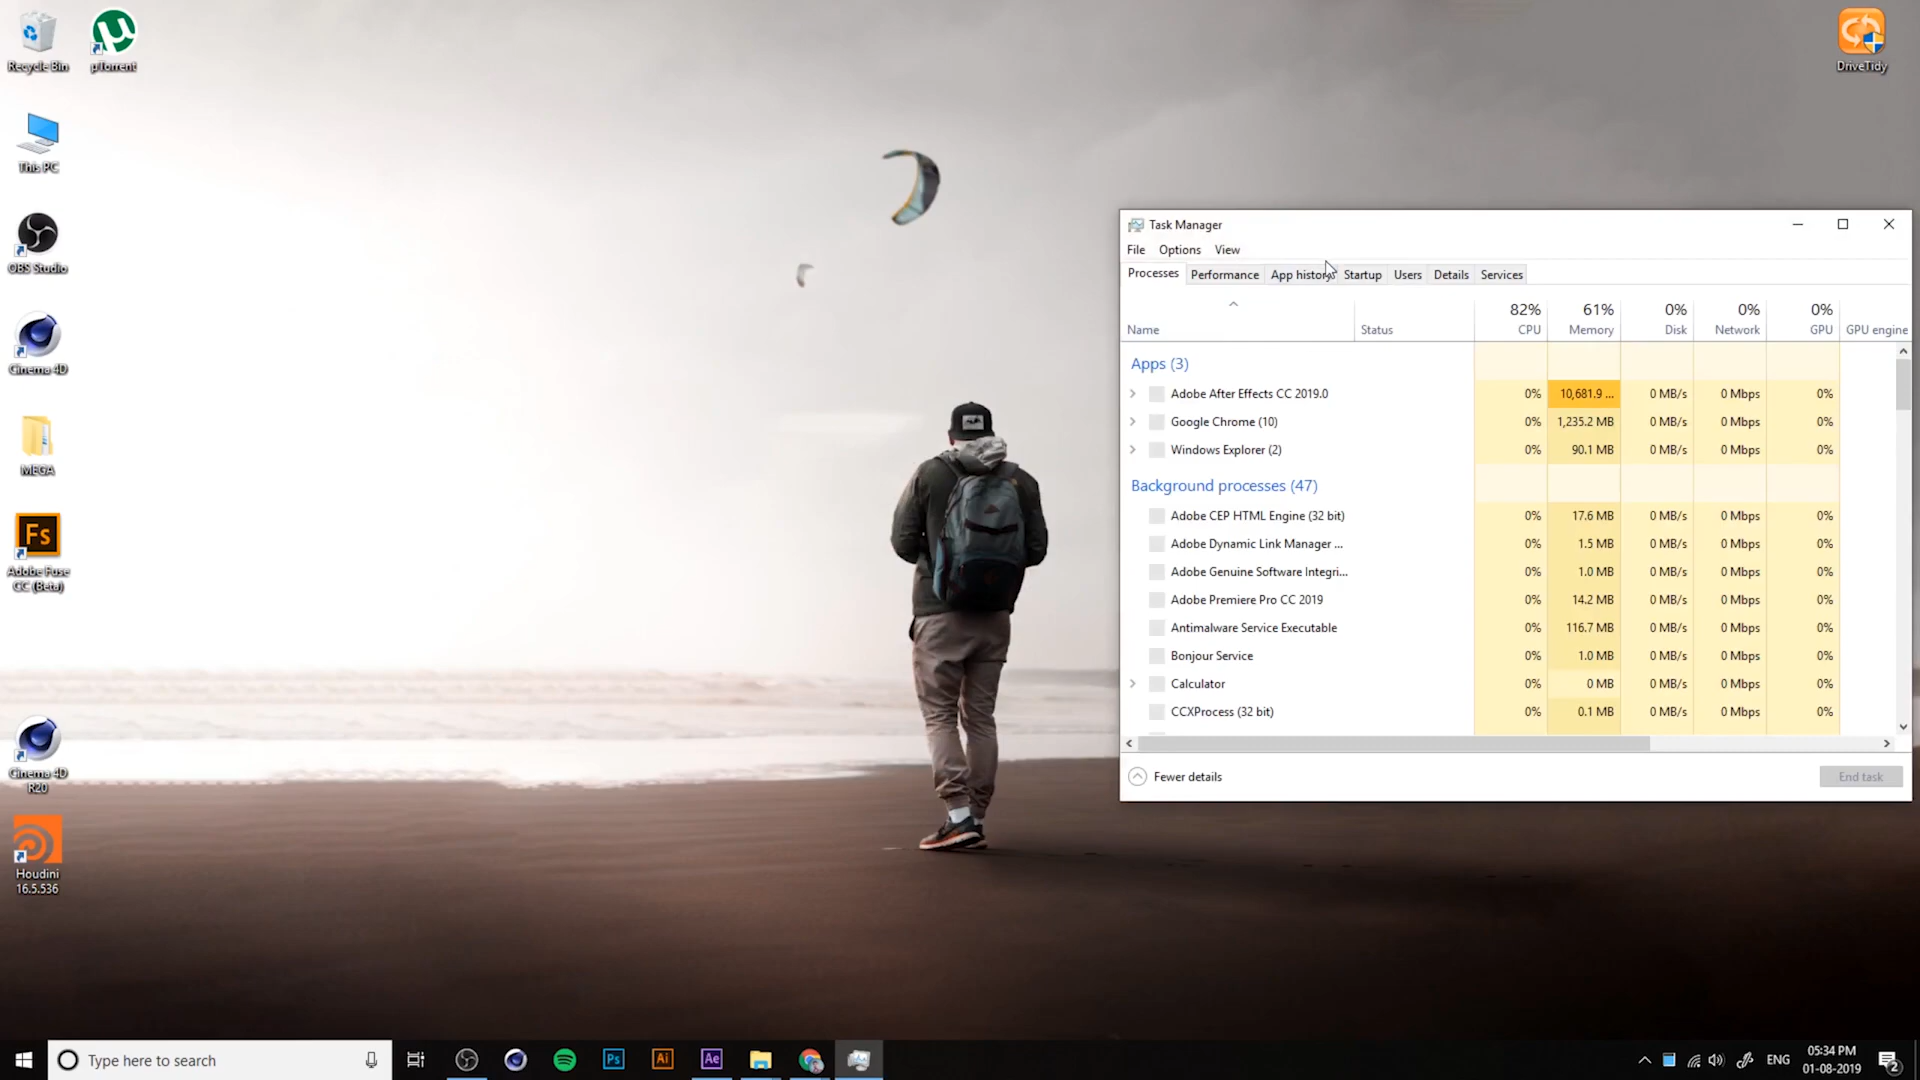 Recycle Bin
µTorrent
This PC
OBS Studio
Cinema 4D
MEGA
Fs
Adobe Fuse
CC (Beta)
Cinema 4D
R20
Houdini
16.5.536
DriveTidy
Task Manager
File Options View
Processes Performance App history Startup Users Details Services
82% 61% 0% 0% 0%
Name Status CPU Memory Disk Network GPU GPU engine
Apps (3)
Adobe After Effects CC 2019.0 0% 10,681.9 ... 0 MB/s 0 Mbps 0%
Google Chrome (10) 0% 1,235.2 MB 0 MB/s 0 Mbps 0%
Windows Explorer (2) 0% 90.1 MB 0 MB/s 0 Mbps 0%
Background processes (47)
Adobe CEP HTML Engine (32 bit) 0% 17.6 MB 0 MB/s 0 Mbps 0%
Adobe Dynamic Link Manager ... 0% 1.5 MB 0 MB/s 0 Mbps 0%
Adobe Genuine Software Integri... 0% 1.0 MB 0 MB/s 0 Mbps 0%
Adobe Premiere Pro CC 2019 0% 14.2 MB 0 MB/s 0 Mbps 0%
Antimalware Service Executable 0% 116.7 MB 0 MB/s 0 Mbps 0%
Bonjour Service 0% 1.0 MB 0 MB/s 0 Mbps 0%
Calculator 0% 0 MB 0 MB/s 0 Mbps 0%
CCXProcess (32 bit) 0% 0.1 MB 0 MB/s 0 Mbps 0%
Fewer details End task
Type here to search Ps Ai Ae ENG 05:34 PM
01-08-2019 2